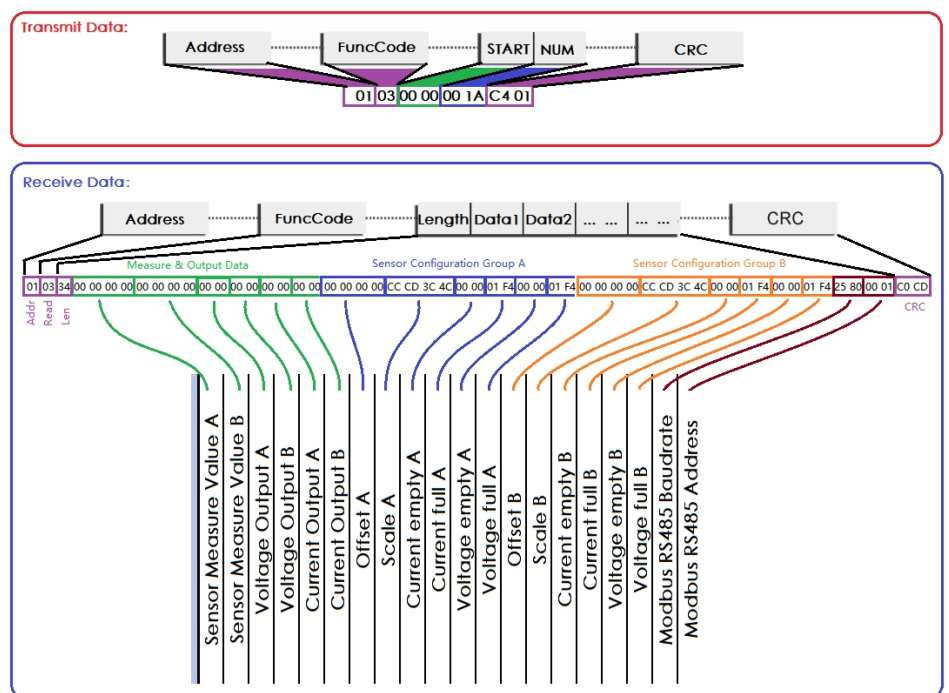 Transmit Data:
Address FuncCode START NUM CRC
01 03 00 00 00 1A C4 01
Receive Data:
Address FuncCode Length Data1 Data2 ... ... ... ... CRC
Measure & Output Data Sensor Configuration Group A Sensor Configuration Group B
01 03 34 00 00 00 00 00 00 00 00 00 00 00 00 00 00 00 00 00 00 00 00 CC CD 3C 4C 00 00 01 F4 00 00 01 F4 00 00 00 00 CC CD 3C 4C 00 00 01 F4 00 00 01 F4 25 80 00 01 C0 CD
Addr Read Len CRC
Sensor Measure Value A
Sensor Measure Value B
Voltage Output A
Voltage Output B
Current Output A
Current Output B
Offset A
Scale A
Current empty A
Current full A
Voltage empty A
Voltage full A
Offset B
Scale B
Current empty B
Current full B
Voltage empty B
Voltage full B
Modbus RS485 Baudrate
Modbus RS485 Address